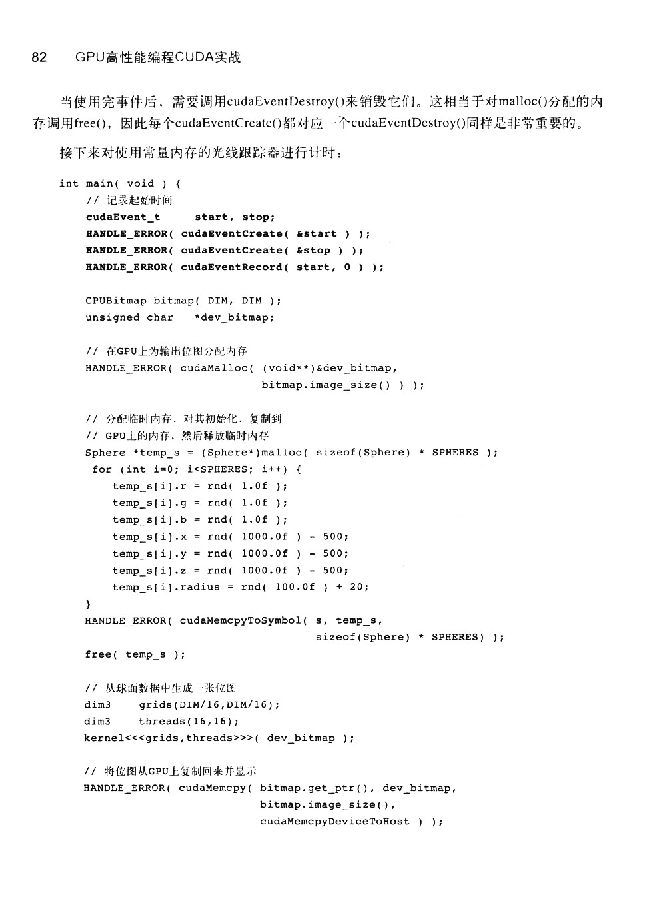 82 GPU高性能编程CUDA实战
当使用完事件后，需要调用cudaEventDestroy()来销毁它们。这相当于对malloc()分配的内
存调用free()，因此每个cudaEventCreate()都对应一个cudaEventDestroy()同样是非常重要的。
接下来对使用常量内存的光线跟踪器进行计时：
int main( void ) {
// 记录起始时间
cudaEvent_t start, stop;
HANDLE_ERROR( cudaEventCreate( &start ) );
HANDLE_ERROR( cudaEventCreate( &stop ) );
HANDLE_ERROR( cudaEventRecord( start, 0 ) );
CPUBitmap bitmap( DIM, DIM );
unsigned char *dev_bitmap;
// 在GPU上为输出位图分配内存
HANDLE_ERROR( cudaMalloc( (void**)&dev_bitmap,
bitmap.image_size() ) );
// 分配临时内存，对其初始化，复制到
// GPU上的内存，然后释放临时内存
Sphere *temp_s = (Sphere*)malloc( sizeof(Sphere) * SPHERES );
for (int i=0; i<SPHERES; i++) {
temp_s[i].r = rnd( 1.0f );
temp_s[i].g = rnd( 1.0f );
temp_s[i].b = rnd( 1.0f );
temp_s[i].x = rnd( 1000.0f ) - 500;
temp_s[i].y = rnd( 1000.0f ) - 500;
temp_s[i].z = rnd( 1000.0f ) - 500;
temp_s[i].radius = rnd( 100.0f ) + 20;
}
HANDLE_ERROR( cudaMemcpyToSymbol( s, temp_s,
sizeof(Sphere) * SPHERES) );
free( temp_s );
// 从球面数据中生成一张位图
dim3 grids(DIM/16,DIM/16);
dim3 threads(16,16);
kernel<<<grids,threads>>>( dev_bitmap );
// 将位图从GPU上复制回来并显示
HANDLE_ERROR( cudaMemcpy( bitmap.get_ptr(), dev_bitmap,
bitmap.image_size(),
cudaMemcpyDeviceToHost ) );